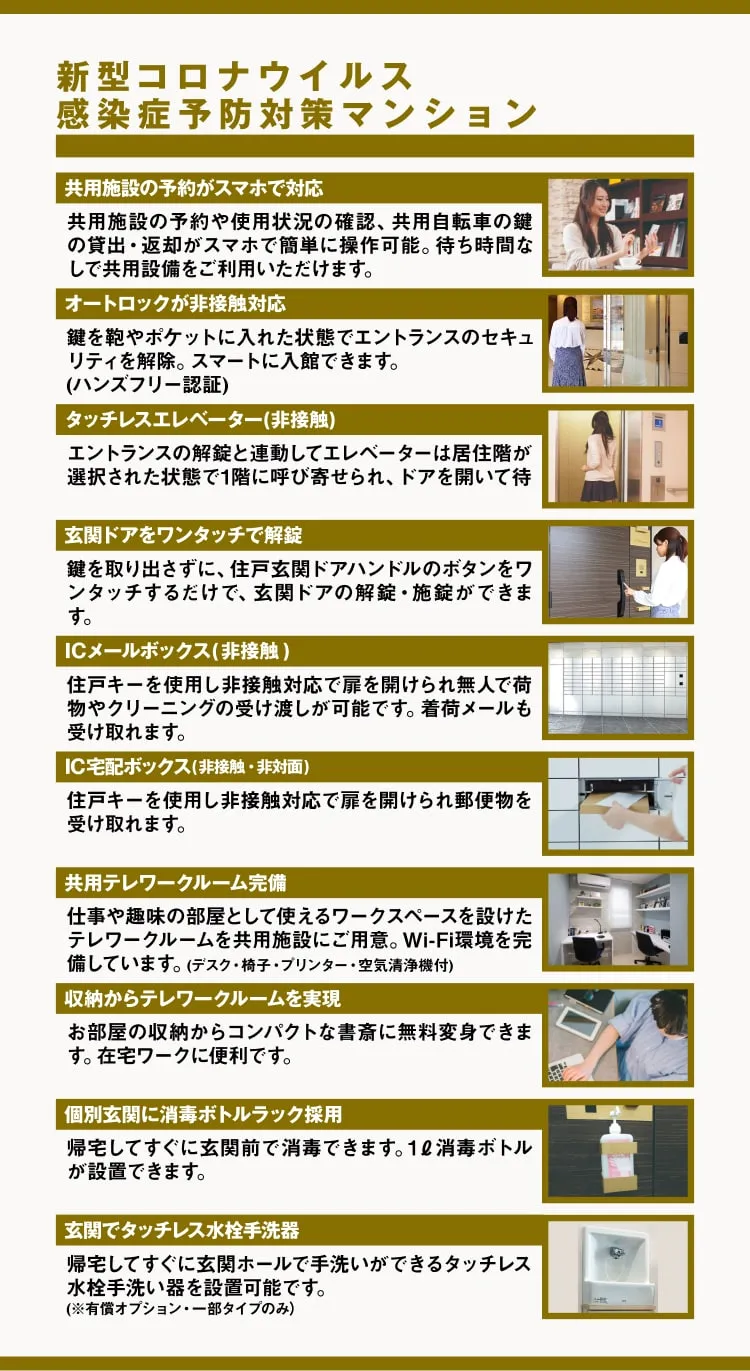 新型コロナウイルス
感染症予防対策マンション
共用施設の予約がスマホで対応
共用施設の予約や使用状況の確認、共用自転車の鍵
の貸出・返却がスマホで簡単に操作可能。待ち時間な
しで共用設備をご利用いただけます。
オートロックが非接触対応
鍵を鞄やポケットに入れた状態でエントランスのセキュ
リティを解除。スマートに入館できます。
(ハンズフリー認証)
タッチレスエレベーター(非接触)
エントランスの解錠と連動してエレベーターは居住階が
選択された状態で1階に呼び寄せられ、ドアを開いて待
玄関ドアをワンタッチで解錠
鍵を取り出さずに、住戸玄関ドアハンドルのボタンをワ
ンタッチするだけで、玄関ドアの解錠・施錠ができま
す。
ICメールボックス(非接触)
住戸キーを使用し非接触対応で扉を開けられ無人で荷
物やクリーニングの受け渡しが可能です。着荷メールも
受け取れます。
IC宅配ボックス(非接触・非対面)
住戸キーを使用し非接触対応で扉を開けられ郵便物を
受け取れます。
共用テレワークルーム完備
仕事や趣味の部屋として使えるワークスペースを設けた
テレワークルームを共用施設にご用意。Wi-Fi環境を完
備しています。(デスク・椅子・プリンター・空気清浄機付)
収納からテレワークルームを実現
お部屋の収納からコンパクトな書斎に無料変身できま
す。在宅ワークに便利です。
個別玄関に消毒ボトルラック採用
帰宅してすぐに玄関前で消毒できます。1ℓ消毒ボトル
が設置できます。
玄関でタッチレス水栓手洗器
帰宅してすぐに玄関ホールで手洗いができるタッチレス
水栓手洗い器を設置可能です。
(※有償オプション・一部タイプのみ)